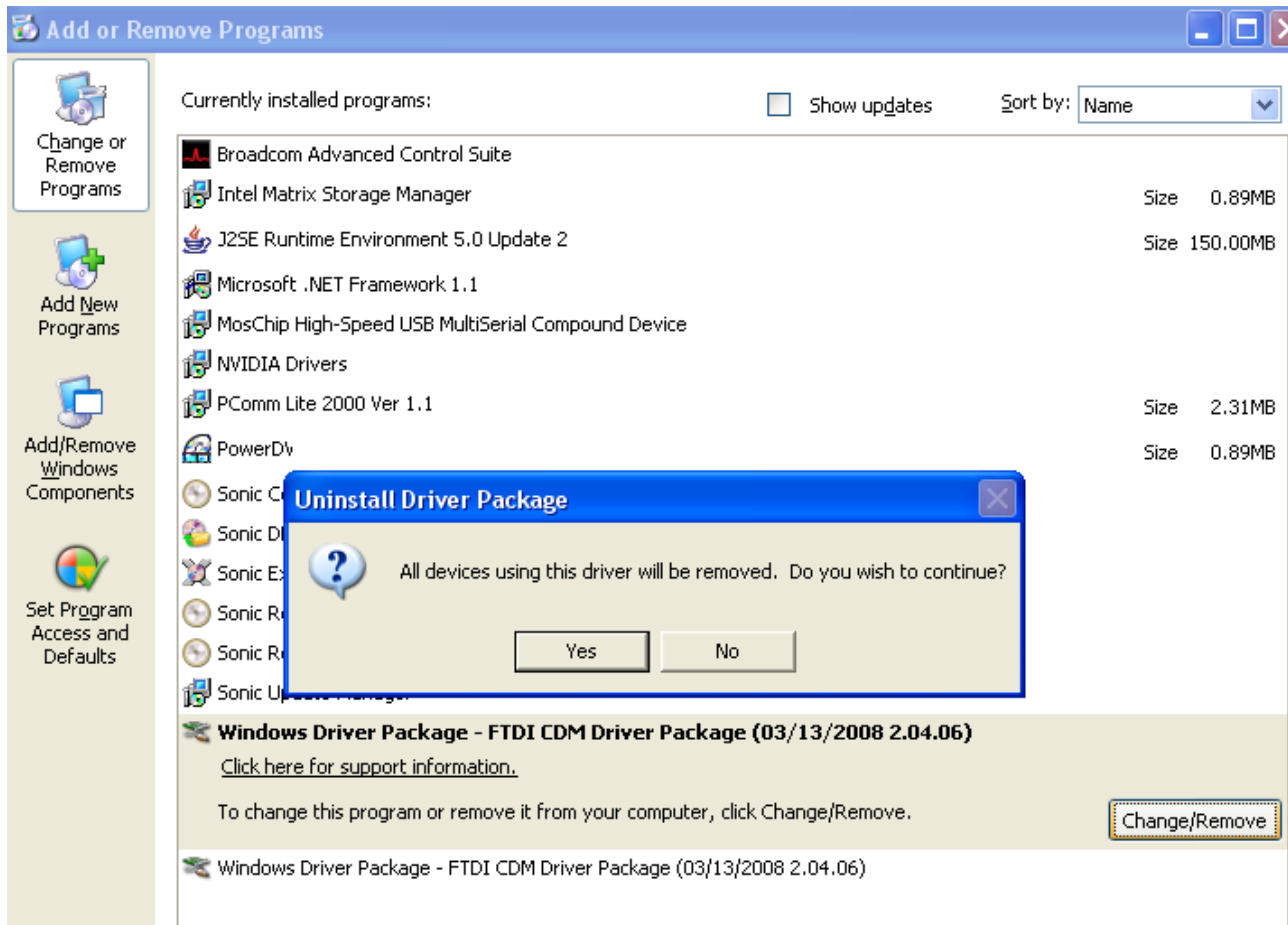 Add or Remove Programs
Change or
Remove
Programs
Add New
Programs
Add/Remove
Windows
Components
Set Program
Access and
Defaults
Currently installed programs:
Show updates
Sort by: Name
Broadcom Advanced Control Suite
Intel Matrix Storage Manager Size 0.89MB
J2SE Runtime Environment 5.0 Update 2 Size 150.00MB
Microsoft .NET Framework 1.1
MosChip High-Speed USB MultiSerial Compound Device
NVIDIA Drivers
PComm Lite 2000 Ver 1.1 Size 2.31MB
PowerDV Size 0.89MB
Sonic
Sonic
Sonic
Sonic
Sonic
Sonic
Uninstall Driver Package
All devices using this driver will be removed. Do you wish to continue?
Yes No
Windows Driver Package - FTDI CDM Driver Package (03/13/2008 2.04.06)
Click here for support information.
To change this program or remove it from your computer, click Change/Remove.
Change/Remove
Windows Driver Package - FTDI CDM Driver Package (03/13/2008 2.04.06)